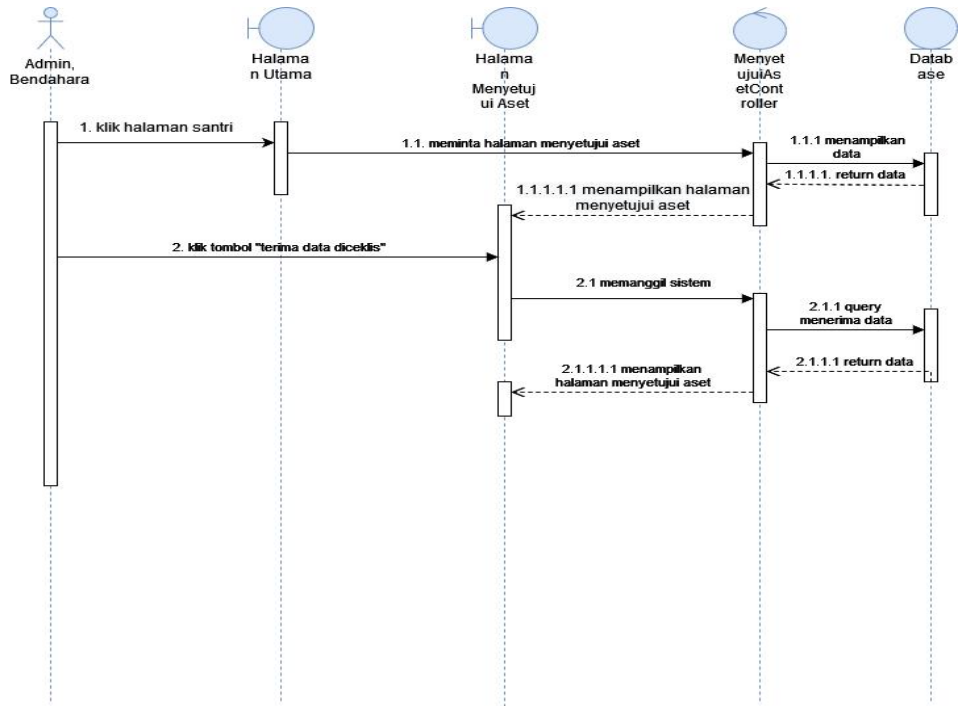 Admin,
Bendahara
Halama
n Utama
Halama
n
Menyetuj
ui Aset
Menyet
ujuiAs
etCont
roller
Datab
ase
1. klik halaman santri
1.1. meminta halaman menyetujui aset
1.1.1 menampilkan
data
1.1.1.1. return data
1.1.1.1.1 menampilkan halaman
menyetujui aset
2. klik tombol "terima data diceklis"
2.1 memanggil sistem
2.1.1 query
menerima data
2.1.1.1 return data
2.1.1.1.1 menampilkan
halaman menyetujui aset